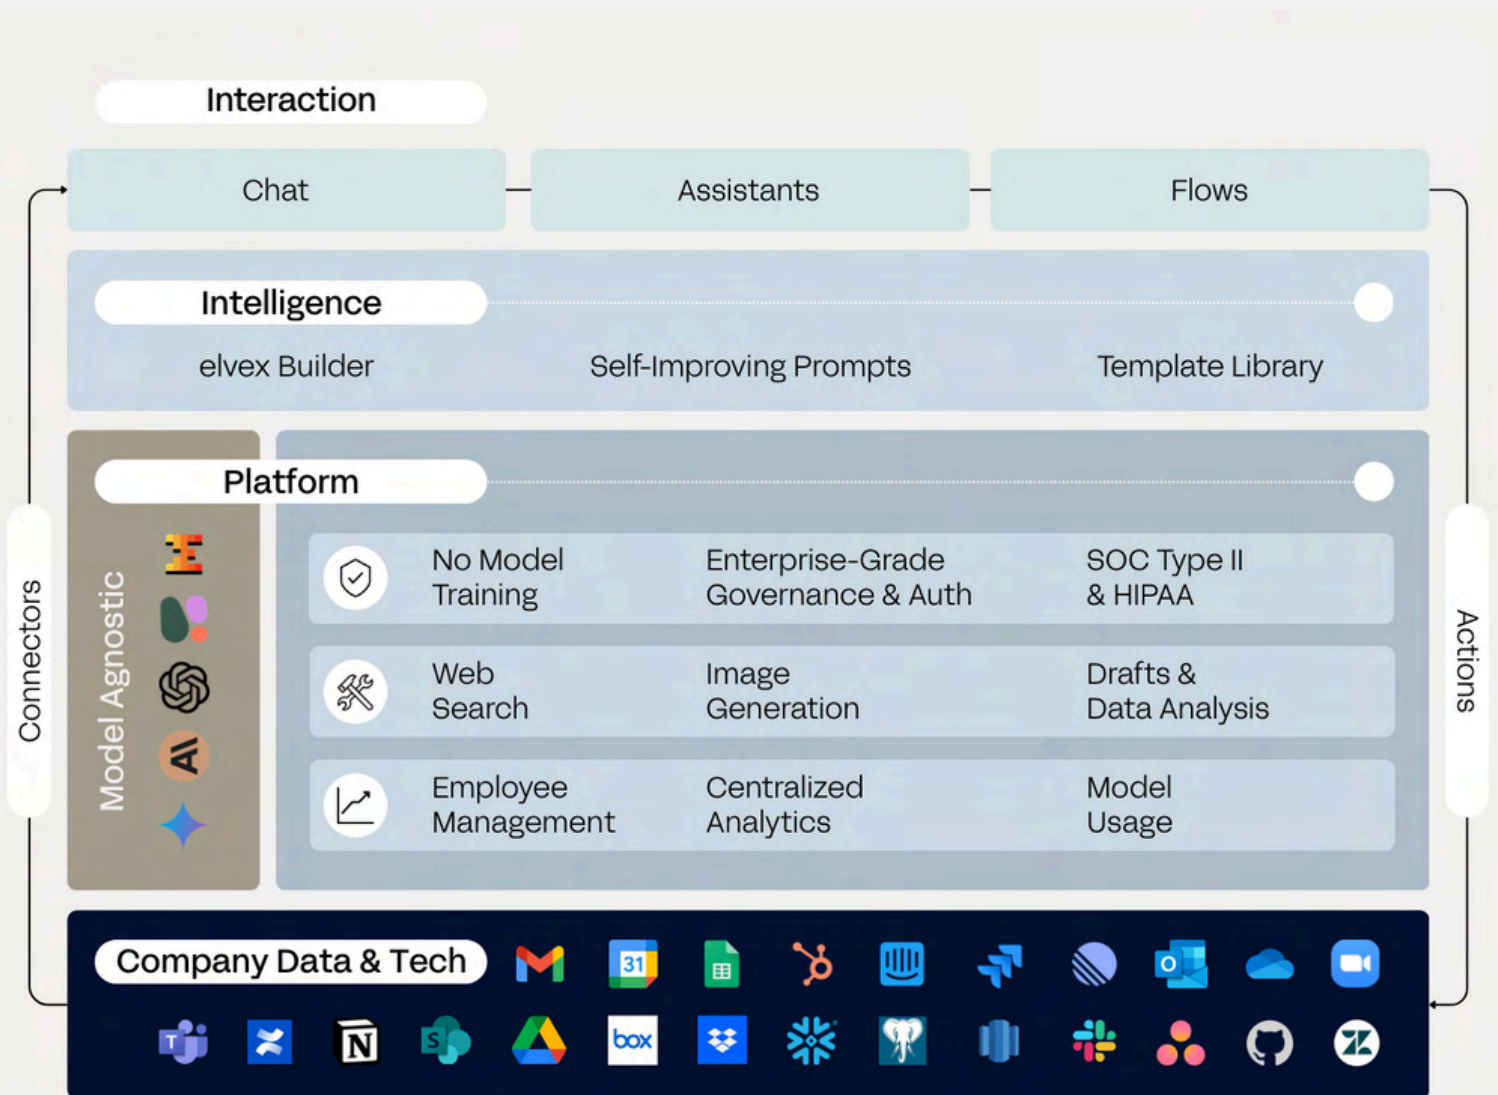 Interaction
Chat
Assistants
Flows
Intelligence
elvex Builder
Self-Improving Prompts
Template Library
Platform
Connectors
Model Agnostic
No Model
Training
Enterprise-Grade
Governance & Auth
SOC Type II
& HIPAA
Web
Search
Image
Generation
Drafts &
Data Analysis
Employee
Management
Centralized
Analytics
Model
Usage
Actions
Company Data & Tech
31
box